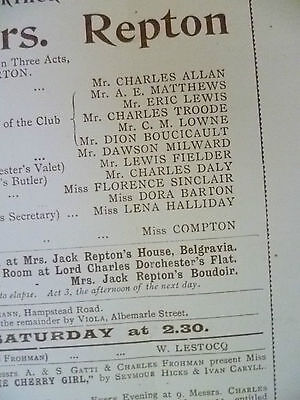 rs. Repton
n Three Acts,
RTON.
Mr. CHARLES ALLAN
Mr. A. E. MATTHEWS
Mr. ERIC LEWIS
of the Club
Mr. CHARLES TROODE
Mr. C. M. LOWNE
Mr. DION BOUCICAULT
Mr. DAWSON MILWARD
ester's Valet)
Mr. LEWIS FIELDER
's Butler)
Mr. CHARLES DALY
Miss FLORENCE SINCLAIR
Miss DORA BARTON
s Secretary) ...
Miss LENA HALLIDAY
Miss COMPTON
at Mrs. Jack Repton's House, Belgravia.
Room at Lord Charles Dorchester's Flat.
- Mrs. Jack Repton's Boudoir.
to elapse. Act 3, the afternoon of the next day.
MANN, Hampstead Road.
the remainder by VIOLA, Albemarle Street.
SATURDAY at 2.30.
FROHMAN) ... W. LESTOCQ
ESSRS. A. & S. GATTI & CHARLES FROHMAN present Miss
E CHERRY GIRL," by SEYMOUR HICKS & IVAN CARYLL.
Every Evening at 9. MESSRS. CHARLES
entitled